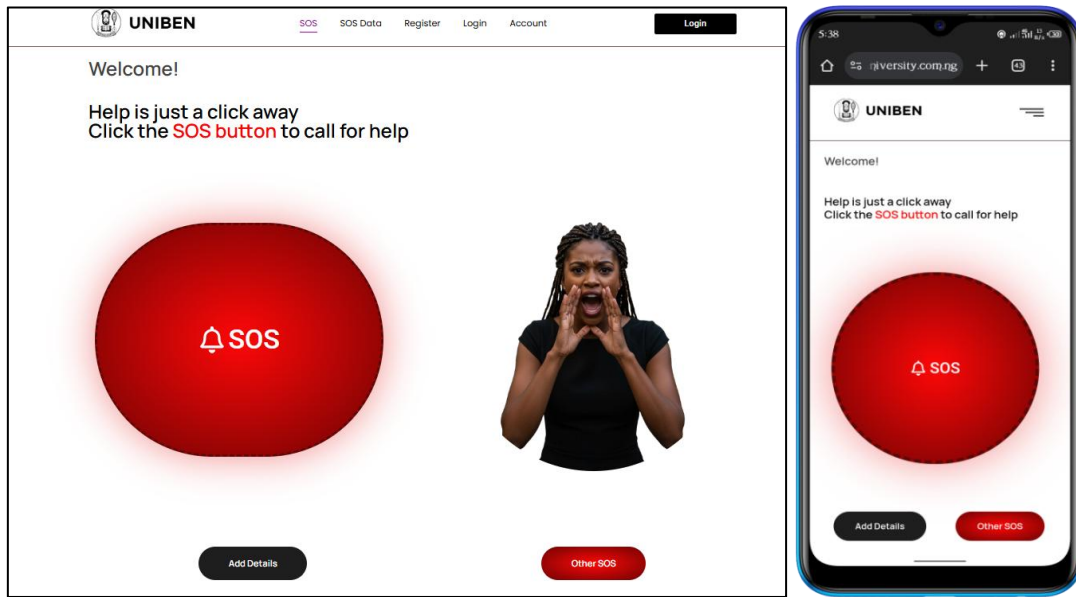 UNIBEN
SOS SOS Data Register Login Account
Login
Welcome!
Help is just a click away
Click the SOS button to call for help
SOS
Add Details
Other SOS
5:38
niversity.com.ng
43
UNIBEN
Welcome!
Help is just a click away
Click the SOS button to call for help
SOS
Add Details
Other SOS